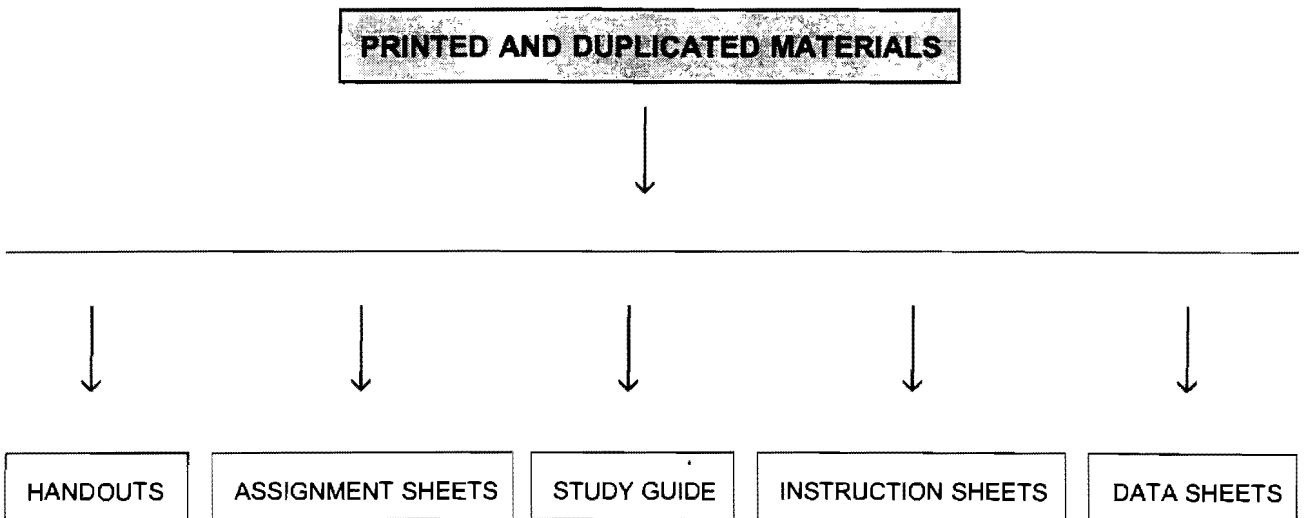 PRINTED AND DUPLICATED MATERIALS
HANDOUTS
ASSIGNMENT SHEETS
STUDY GUIDE
INSTRUCTION SHEETS
DATA SHEETS